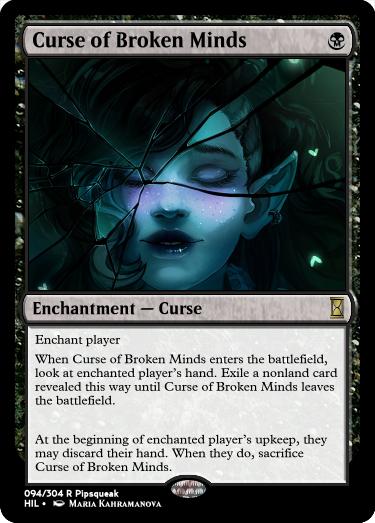 Curse of Broken Minds
Enchantment — Curse
Enchant player
When Curse of Broken Minds enters the battlefield,
look at enchanted player's hand. Exile a nonland card
revealed this way until Curse of Broken Minds leaves
the battlefield.
At the beginning of enchanted player's upkeep, they
may discard their hand. When they do, sacrifice
Curse of Broken Minds.
094/304 R Pipsqueak
HIL • Maria Kahramanova